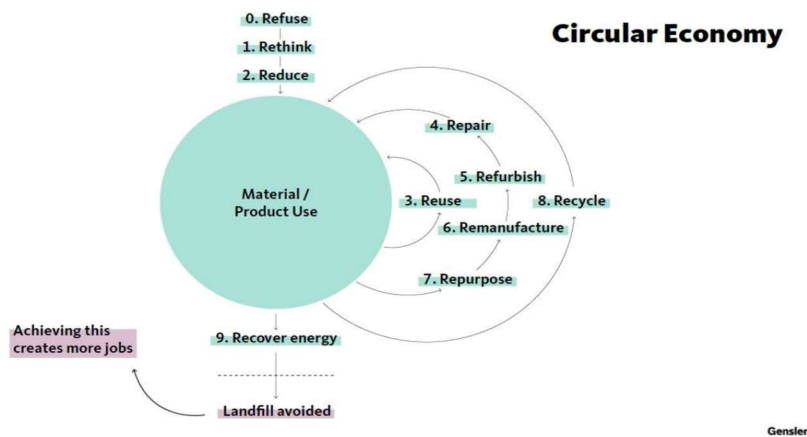 Circular Economy
0. Refuse
1. Rethink
2. Reduce
Material /
Product Use
3. Reuse
4. Repair
5. Refurbish
6. Remanufacture
7. Repurpose
8. Recycle
9. Recover energy
Achieving this
creates more jobs
Landfill avoided
Gensler